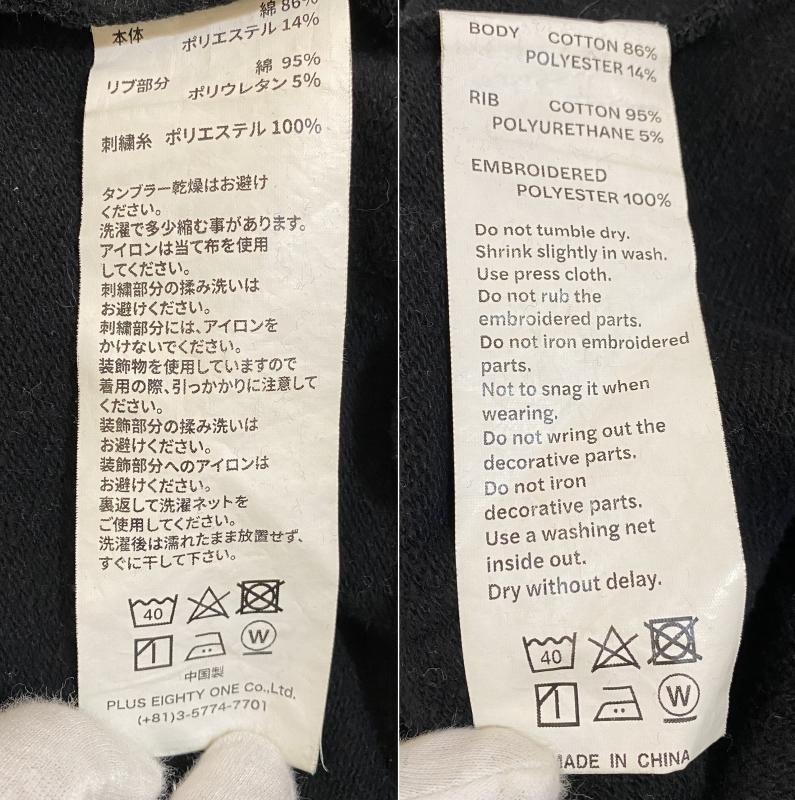 本体 綿 86%
ポリエステル 14%
リブ部分 綿 95%
ポリウレタン 5%
刺繍糸 ポリエステル 100%
タンブラー乾燥はお避け
ください。
洗濯で多少縮む事があります。
アイロンは当て布を使用
してください。
刺繍部分の揉み洗いは
お避けください。
刺繍部分には、アイロンを
かけないでください。
装飾物を使用していますので
着用の際、引っかかりに注意して
ください。
装飾部分の揉み洗いは
お避けください。
装飾部分へのアイロンは
お避けください。
裏返して洗濯ネットを
ご使用してください。
洗濯後は濡れたまま放置せず、
すぐに干して下さい。
40
W
中国製
PLUS EIGHTY ONE Co.,Ltd.
(+81)3-5774-7701
BODY COTTON 86%
POLYESTER 14%
RIB COTTON 95%
POLYURETHANE 5%
EMBROIDERED
POLYESTER 100%
Do not tumble dry.
Shrink slightly in wash.
Use press cloth.
Do not rub the
embroidered parts.
Do not iron embroidered
parts.
Not to snag it when
wearing.
Do not wring out the
decorative parts.
Do not iron
decorative parts.
Use a washing net
inside out.
Dry without delay.
40
W
MADE IN CHINA